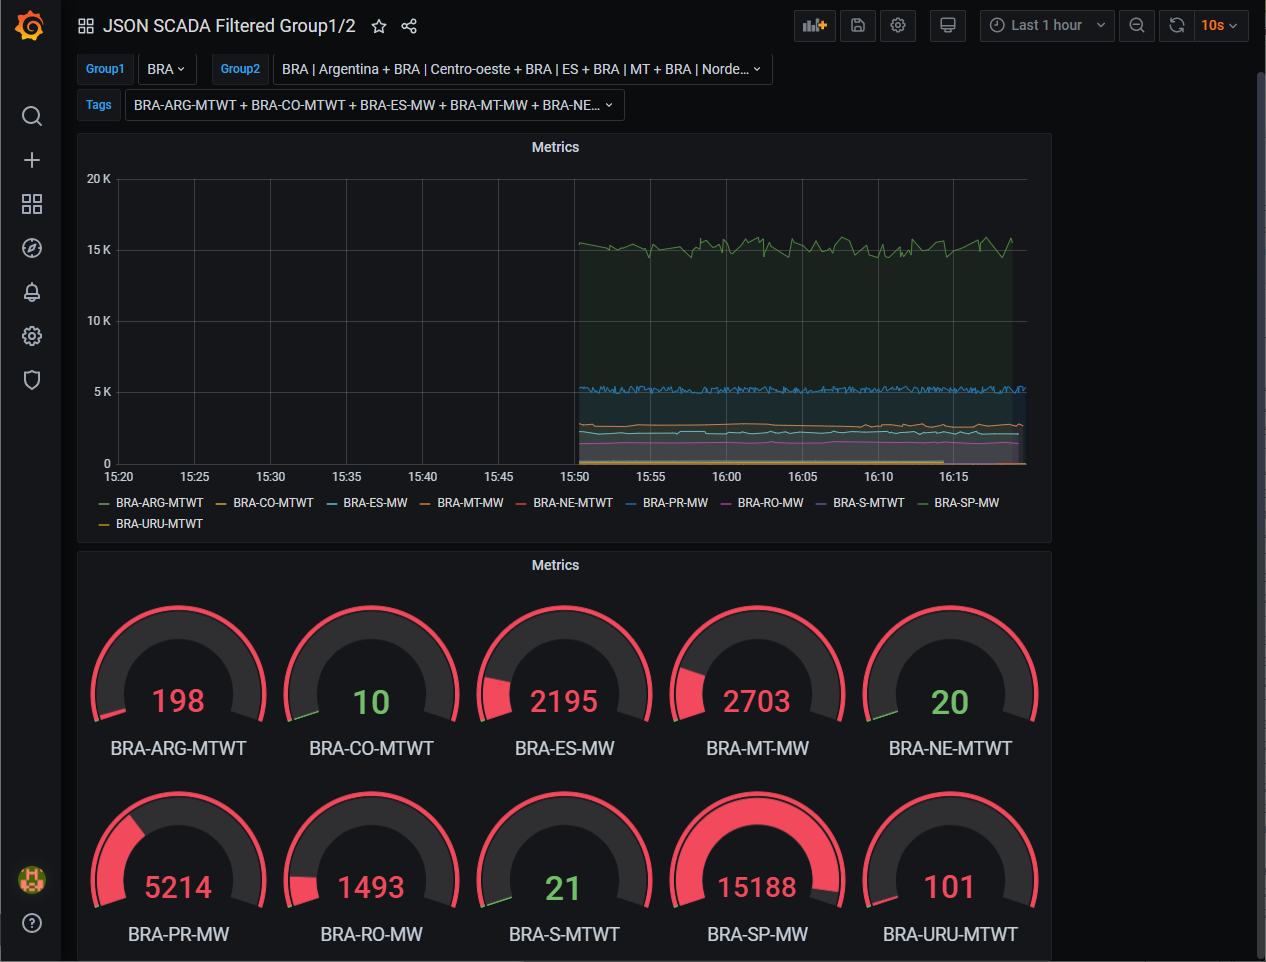 JSON SCADA Filtered Group1/2
Last 1 hour
10s
Group1 BRA Group2 BRA | Argentina + BRA | Centro-oeste + BRA | ES + BRA | MT + BRA | Norde...
Tags BRA-ARG-MTWT + BRA-CO-MTWT + BRA-ES-MW + BRA-MT-MW + BRA-NE...
Metrics
20 K
15 K
10 K
5 K
0
15:20 15:25 15:30 15:35 15:40 15:45 15:50 15:55 16:00 16:05 16:10 16:15
BRA-ARG-MTWT BRA-CO-MTWT BRA-ES-MW BRA-MT-MW BRA-NE-MTWT BRA-PR-MW BRA-RO-MW BRA-S-MTWT BRA-SP-MW
BRA-URU-MTWT
Metrics
198 10 2195 2703 20
BRA-ARG-MTWT BRA-CO-MTWT BRA-ES-MW BRA-MT-MW BRA-NE-MTWT
5214 1493 21 15188 101
BRA-PR-MW BRA-RO-MW BRA-S-MTWT BRA-SP-MW BRA-URU-MTWT